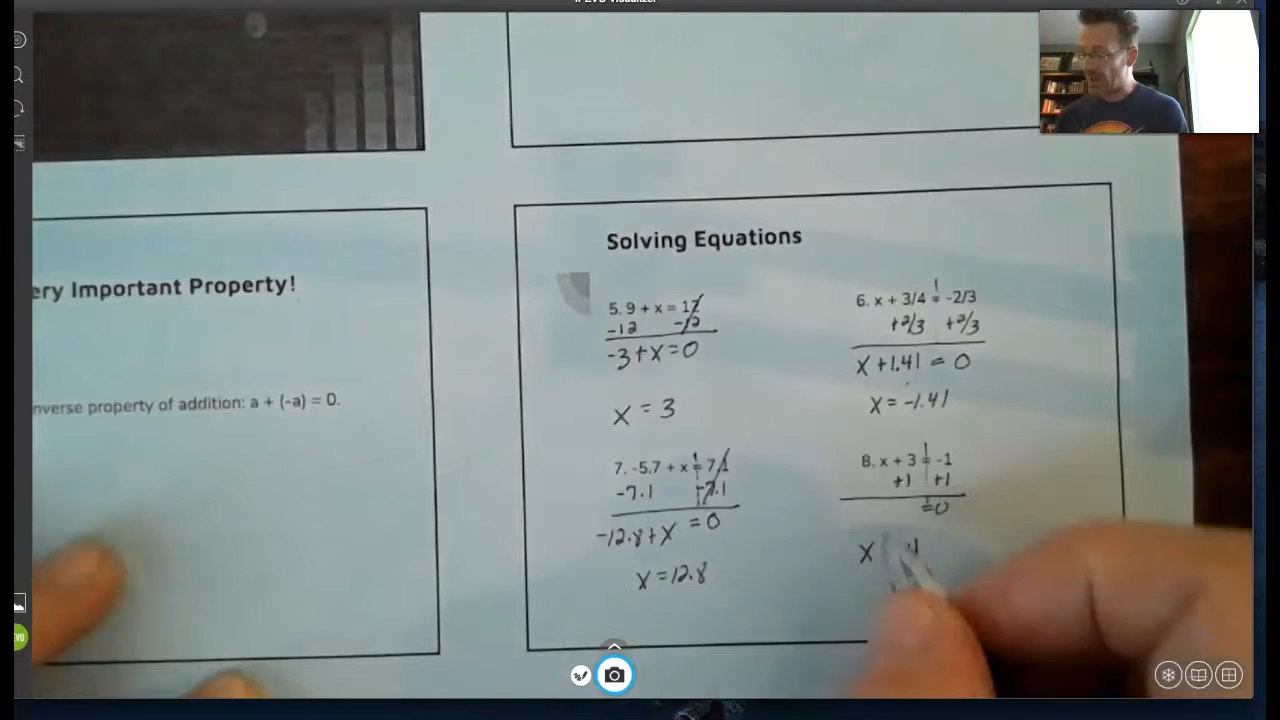 ery Important Property!
nverse property of addition: a + (-a) = 0.
Solving Equations
5. 9 + x = 12
-12 -12
-3+x=0
x = 3
6. x + 3/4 = -2/3
+2/3 +2/3
x +1.41 = 0
x = -1.41
7. -5.7 + x = 7.1
-7.1 -7.1
-12.8+x = 0
x = 12.8
8. x + 3 = -1
+1 +1
=0
x